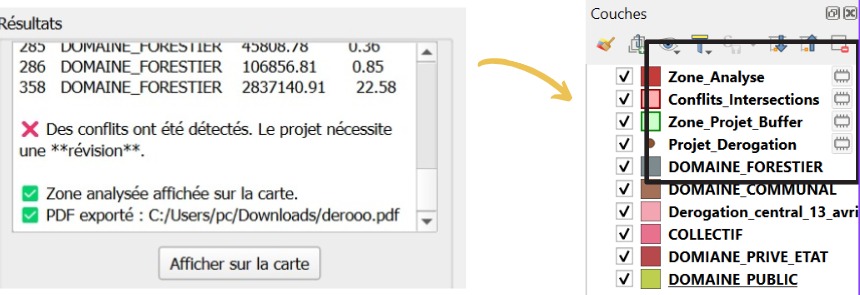 Résultats
285 DOMAINE_FORESTIER 45808.78 0.36
286 DOMAINE_FORESTIER 106856.81 0.85
358 DOMAINE_FORESTIER 2837140.91 22.58
❌ Des conflits ont été détectés. Le projet nécessite
une **révision**.
✅ Zone analysée affichée sur la carte.
✅ PDF exporté : C:/Users/pc/Downloads/derooo.pdf
Afficher sur la carte
Couches
Zone_Analyse
Conflits_Intersections
Zone_Projet_Buffer
Projet_Derogation
DOMAINE_FORESTIER
DOMAINE_COMMUNAL
Derogation_central_13_avri
COLLECTIF
DOMIANE_PRIVE_ETAT
DOMAINE_PUBLIC